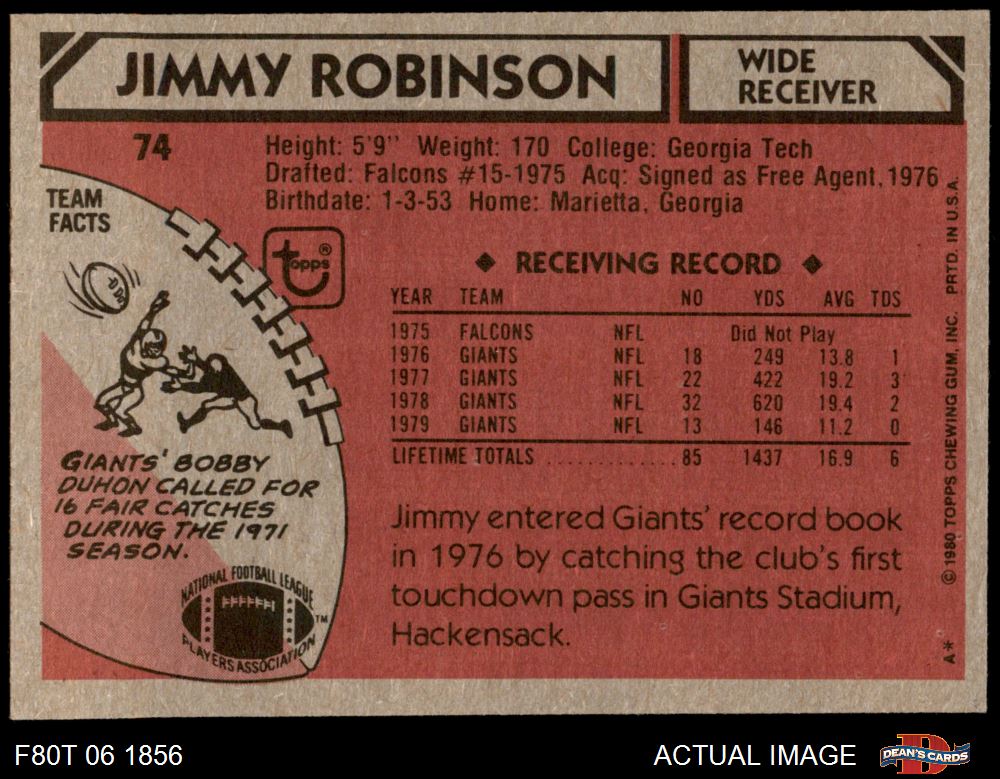 JIMMY ROBINSON
WIDE
RECEIVER
74
Height: 5'9" Weight: 170 College: Georgia Tech
Drafted: Falcons #15-1975 Acq: Signed as Free Agent, 1976
Birthdate: 1-3-53 Home: Marietta, Georgia
TEAM
FACTS
topps®
GIANTS' BOBBY
DUHON CALLED FOR
16 FAIR CATCHES
DURING THE 1971
SEASON.
NATIONAL FOOTBALL LEAGUE
PLAYERS ASSOCIATION
TM
◆ RECEIVING RECORD ◆
YEAR TEAM NO YDS AVG TDS
1975 FALCONS NFL Did Not Play
1976 GIANTS NFL 18 249 13.8 1
1977 GIANTS NFL 22 422 19.2 3
1978 GIANTS NFL 32 620 19.4 2
1979 GIANTS NFL 13 146 11.2 0
LIFETIME TOTALS ............ 85 1437 16.9 6
Jimmy entered Giants' record book
in 1976 by catching the club's first
touchdown pass in Giants Stadium,
Hackensack.
A* © 1980 TOPPS CHEWING GUM, INC. PRTD. IN U.S.A.
F80T 06 1856
ACTUAL IMAGE
DEAN'S CARDS